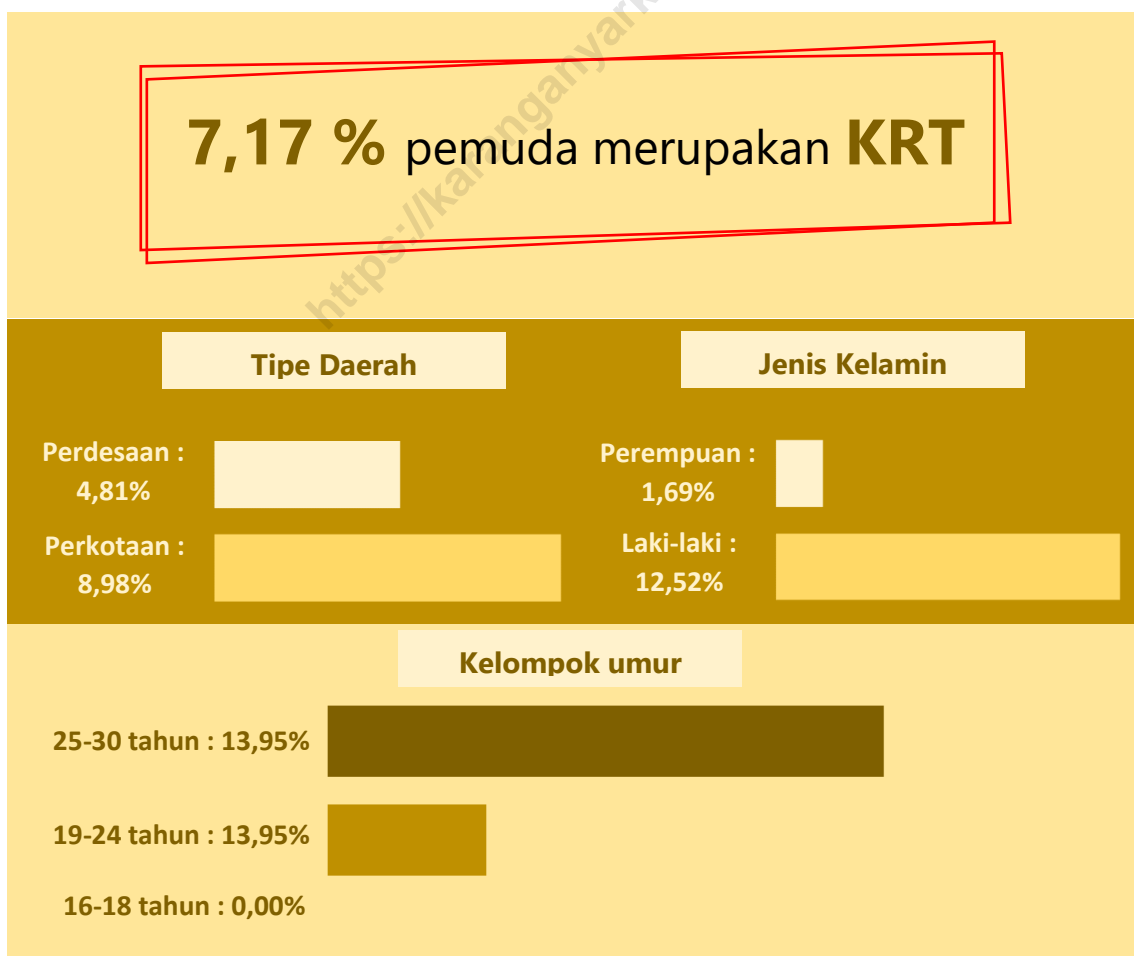 https://karanganyark
7,17 % pemuda merupakan KRT
Tipe Daerah
Perdesaan :
4,81%
Perkotaan :
8,98%
Jenis Kelamin
Perempuan :
1,69%
Laki-laki :
12,52%
Kelompok umur
25-30 tahun : 13,95%
19-24 tahun : 13,95%
16-18 tahun : 0,00%